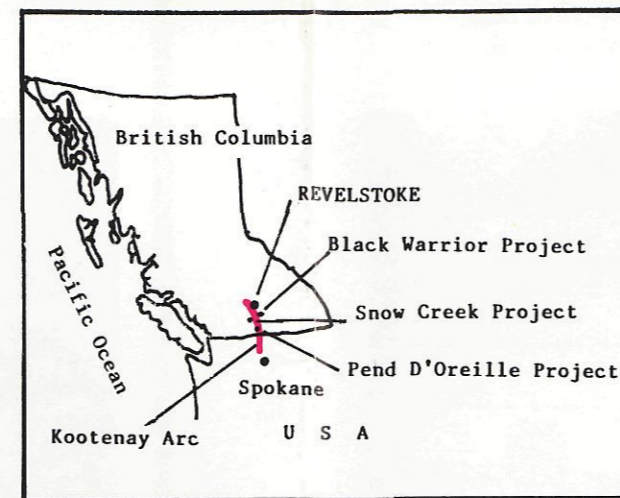 British Columbia
REVELSTOKE
Black Warrior Project
Pacific Ocean
Snow Creek Project
Pend D'Oreille Project
Spokane
Kootenay Arc
U S A